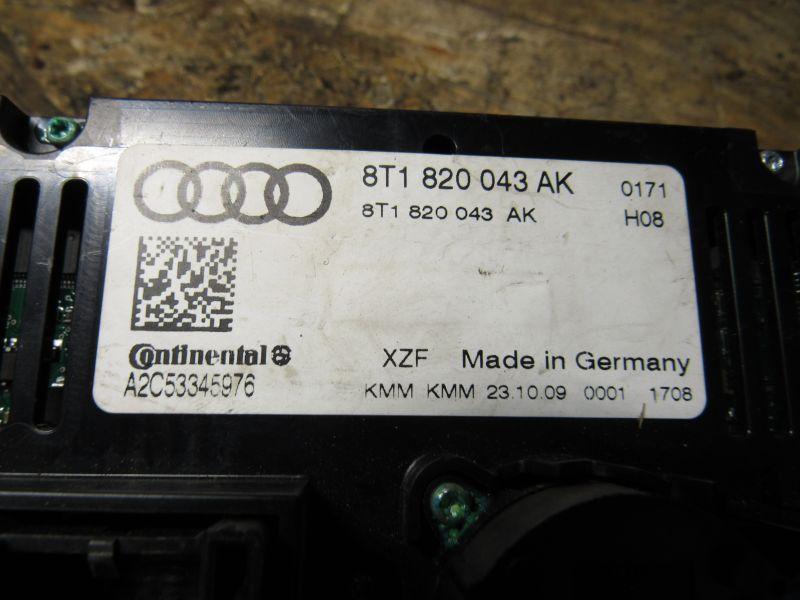 8T1 820 043 AK 0171
8T1 820 043 AK H08
Continental
XZF Made in Germany
A2C53345976
KMM KMM 23.10.09 0001 1708